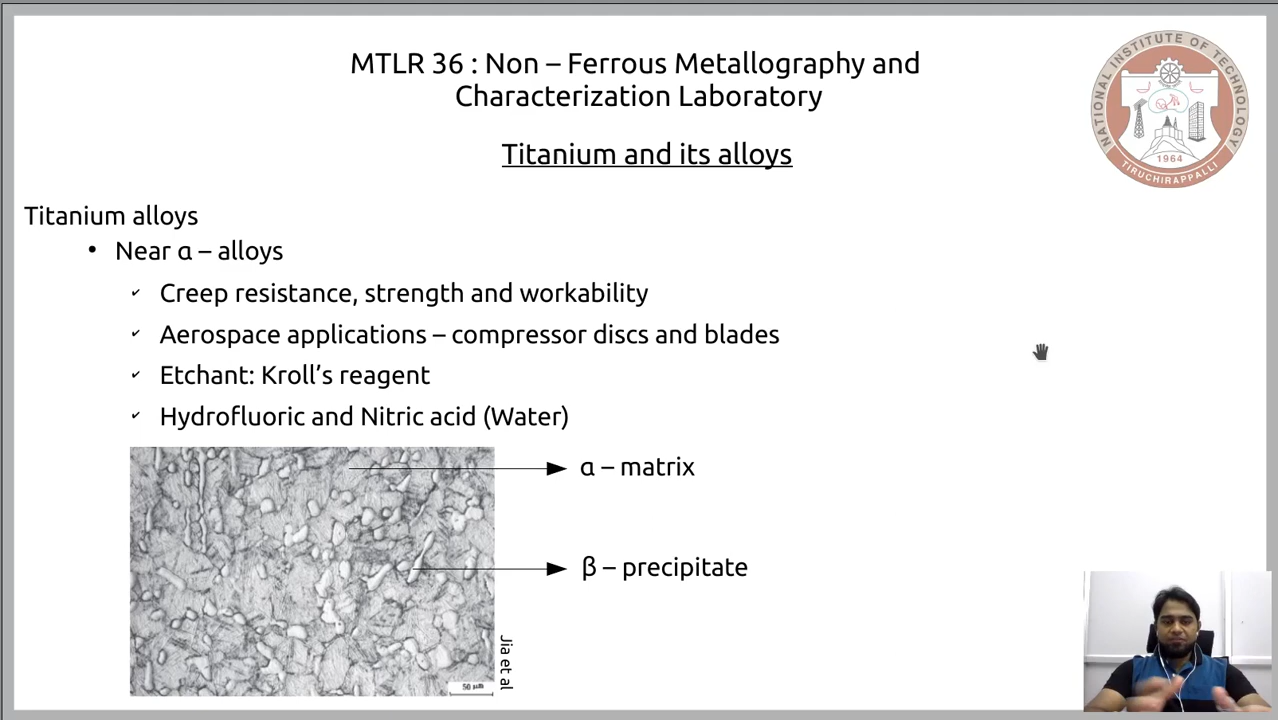 MTLR 36 : Non – Ferrous Metallography and
Characterization Laboratory
NATIONAL INSTITUTE OF TECHNOLOGY
1964
TIRUCHIRAPPALLI
Titanium and its alloys
Titanium alloys
• Near α – alloys
✓ Creep resistance, strength and workability
✓ Aerospace applications – compressor discs and blades
✓ Etchant: Kroll’s reagent
✓ Hydrofluoric and Nitric acid (Water)
α – matrix
β – precipitate
Jia et al
50 μm